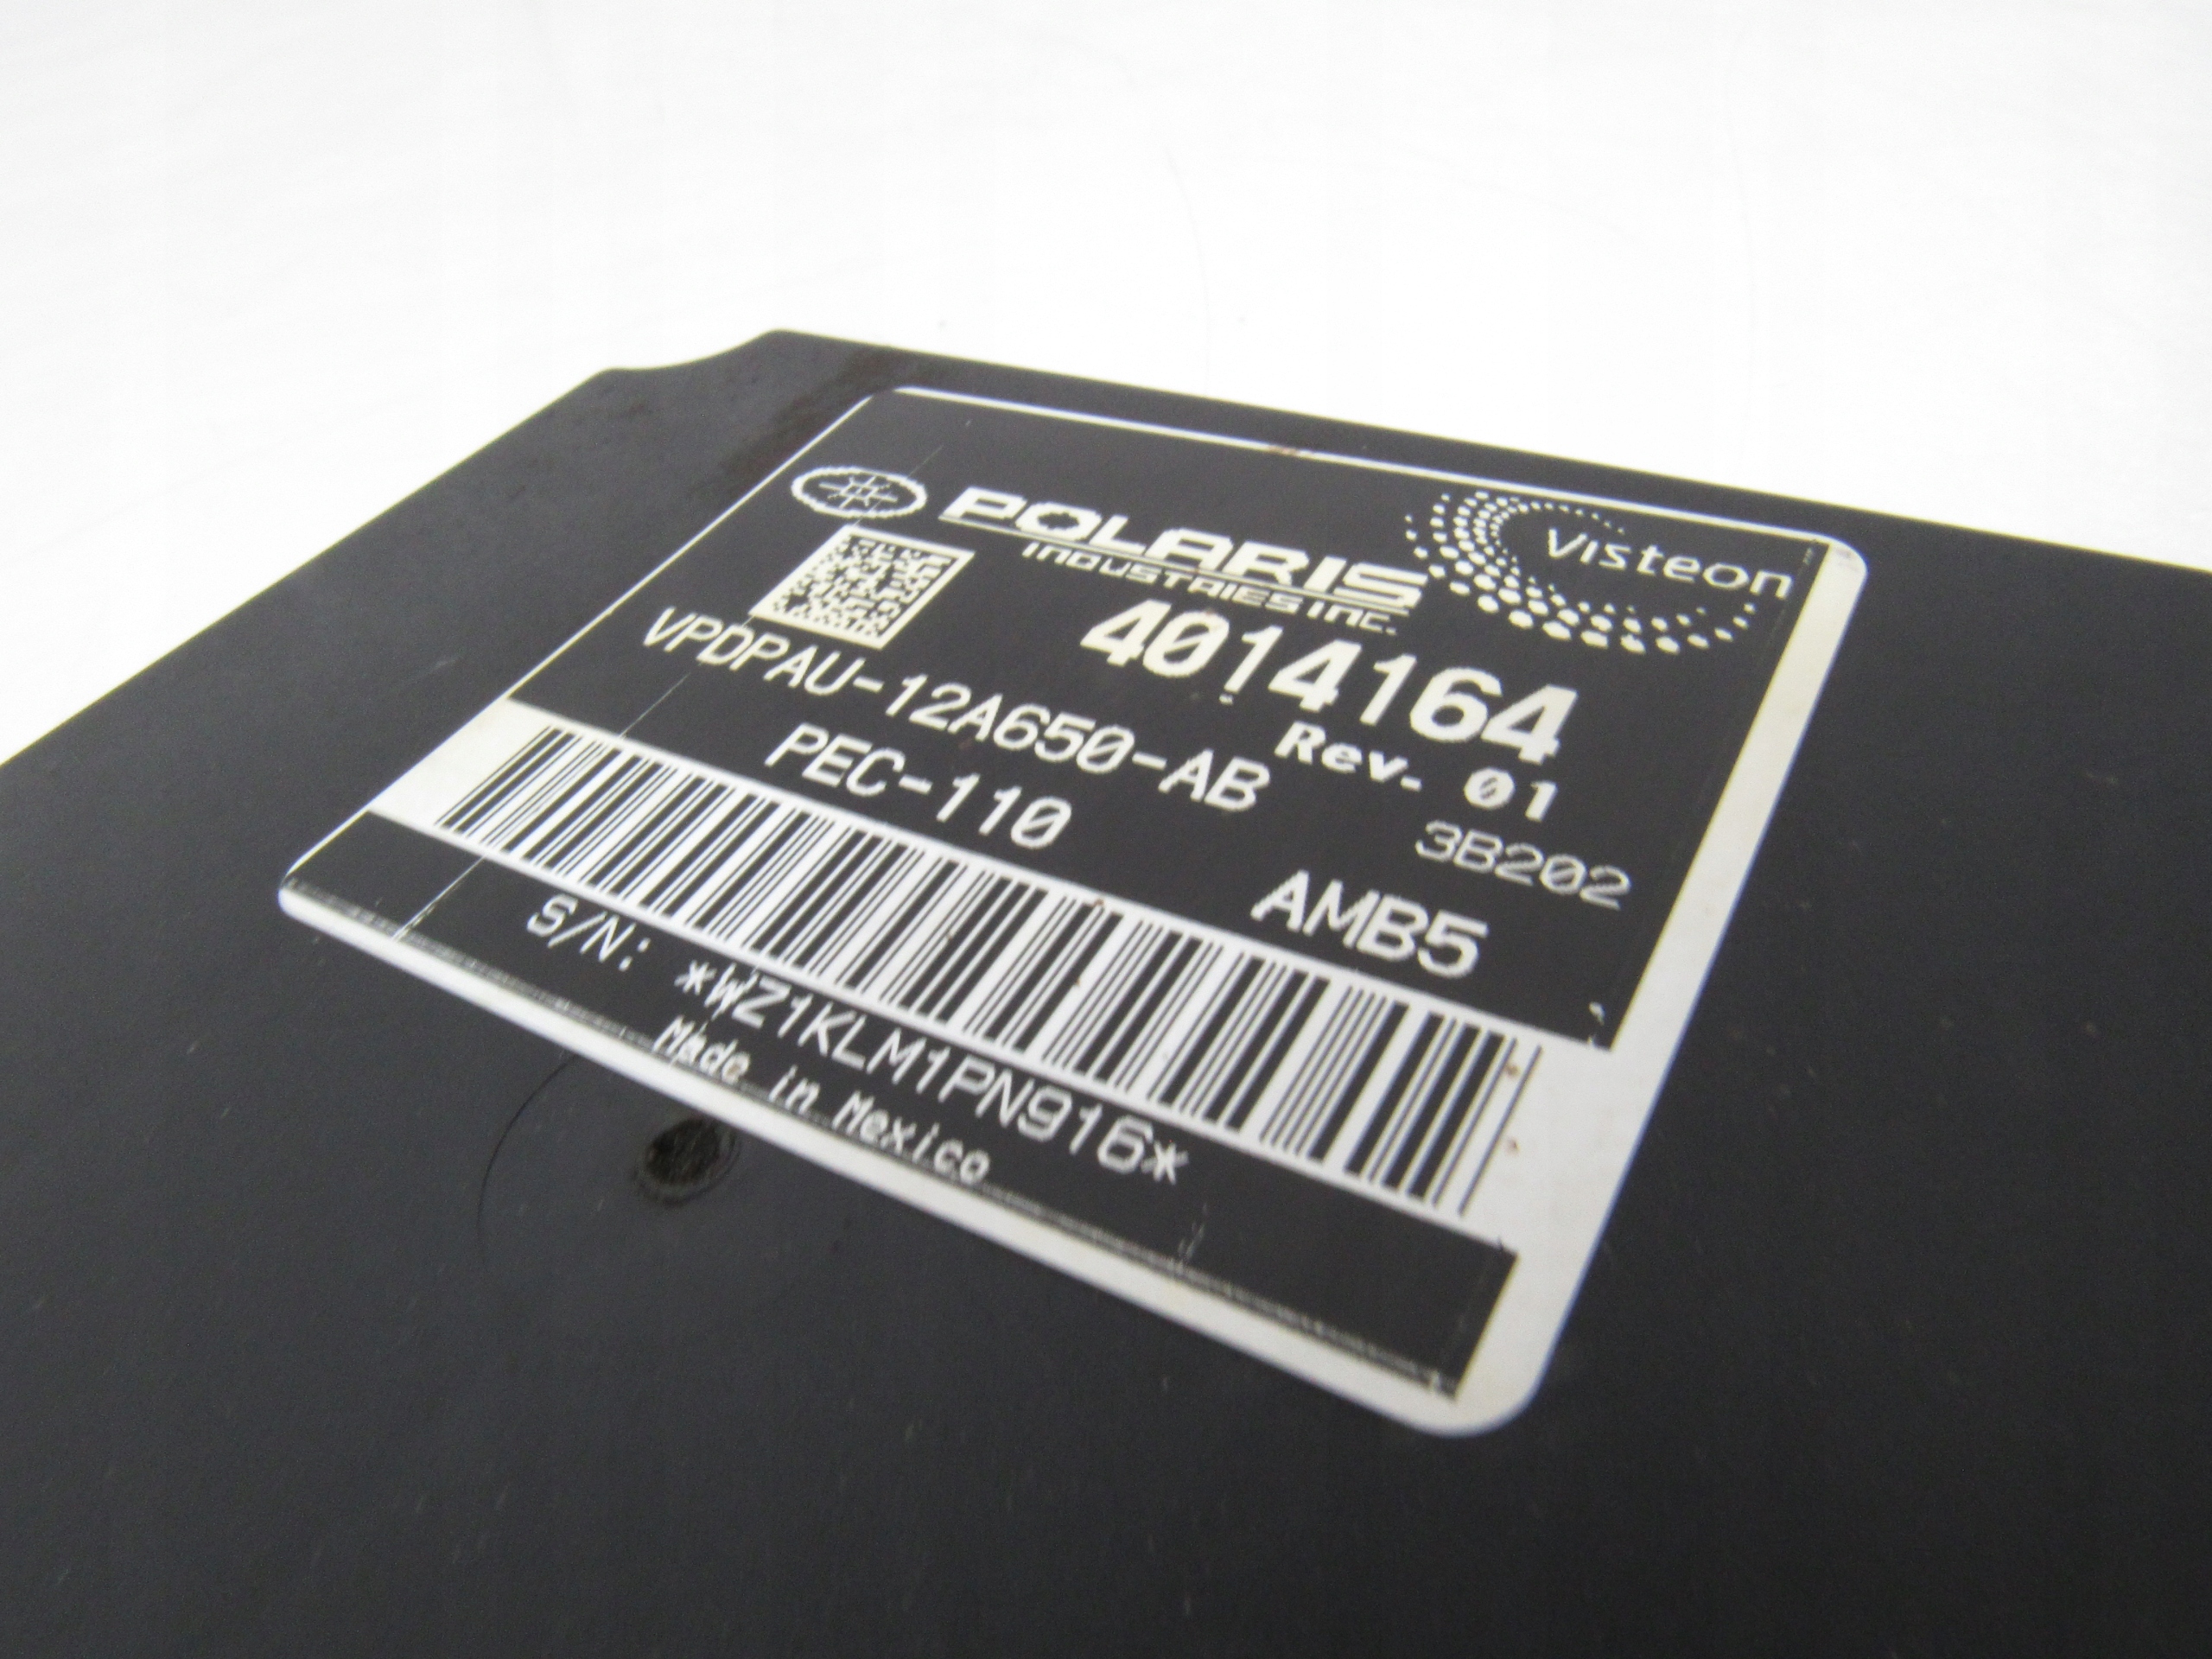 POLARIS
INDUSTRIES INC.
Visteon
4014164
Rev. 01
VPDPAU-12A650-AB
3B202
PEC-110
AMB5
S/N: *WZ1KLM1PN916*
Made in Mexico